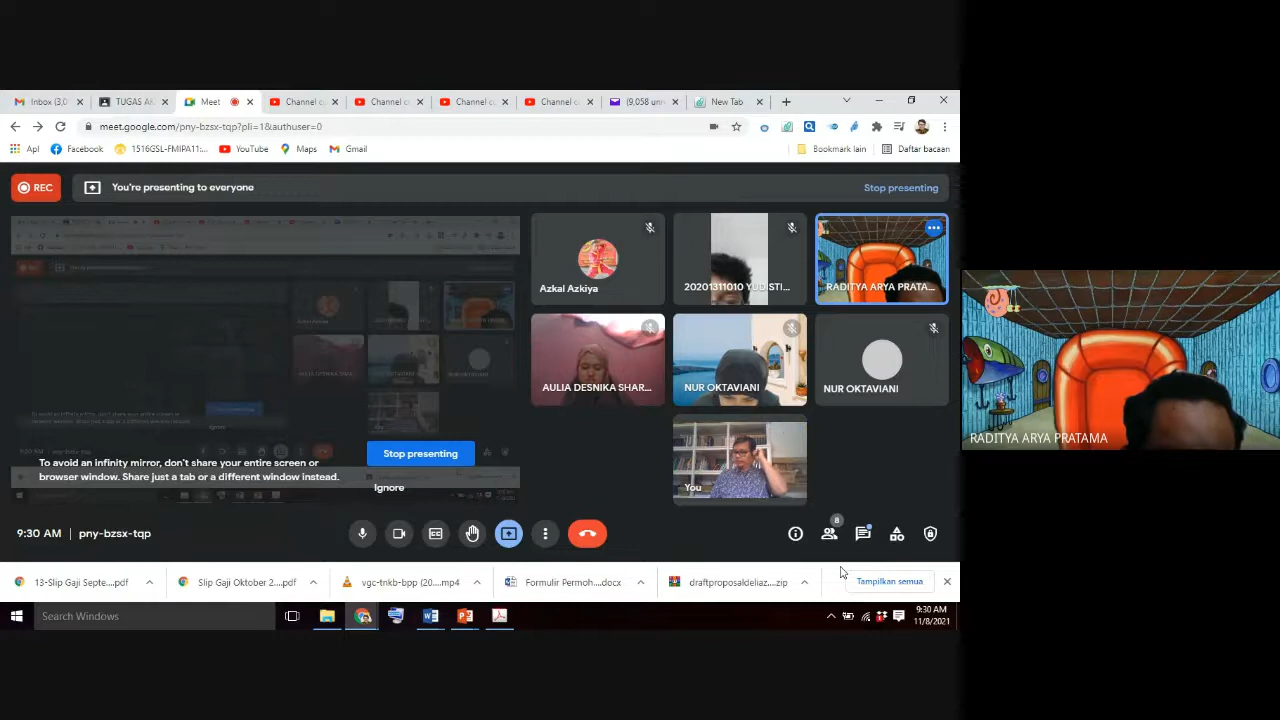 Inbox (3,0
TUGAS A
Meet
Channel c
Channel c
Channel c
Channel c
(9,058 unr
New Tab
meet.google.com/pny-bzsx-tqp?pli=1&authuser=0
Apl
Facebook
1516GSL-FMIPA11:...
YouTube
Maps
Gmail
Bookmark lain
Daftar bacaan
REC
You're presenting to everyone
Stop presenting
Azkal Azkiya
20201311010 YUDISTI...
RADITYA ARYA PRATA...
AULIA DESNIKA SHAR...
NUR OKTAVIANI
NUR OKTAVIANI
You
To avoid an infinity mirror, don't share your entire screen or
browser window. Share just a tab or a different window instead.
Stop presenting
Ignore
RADITYA ARYA PRATAMA
9:30 AM | pny-bzsx-tqp
8
13-Slip Gaji Septe....pdf
Slip Gaji Oktober 2....pdf
vgc-tnkb-bpp (20....mp4
Formulir Permoh....docx
draftproposaldeliaz....zip
Tampilkan semua
Search Windows
9:30 AM
11/8/2021